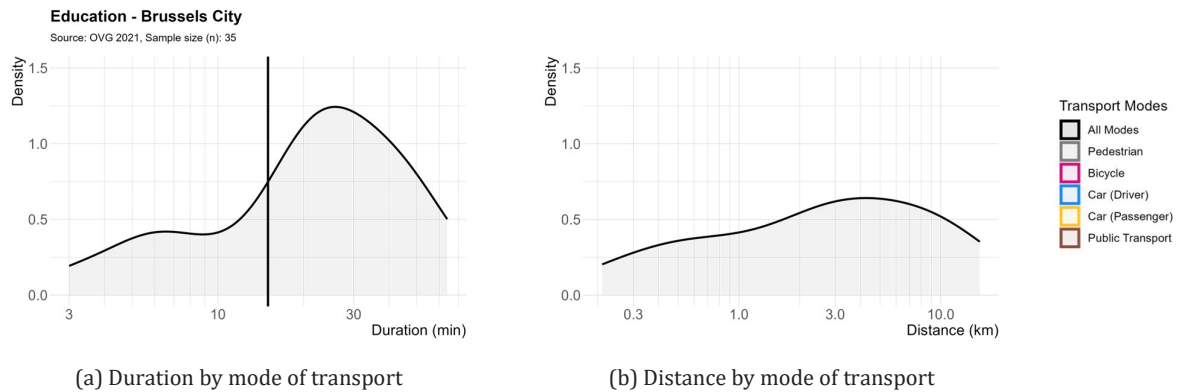 Education - Brussels City
Source: OVG 2021, Sample size (n): 35
Density
1.5
1.0
0.5
0.0
3
10
30
Duration (min)
(a) Duration by mode of transport
Density
1.5
1.0
0.5
0.0
0.3
1.0
3.0
10.0
Distance (km)
(b) Distance by mode of transport
Transport Modes
All Modes
Pedestrian
Bicycle
Car (Driver)
Car (Passenger)
Public Transport